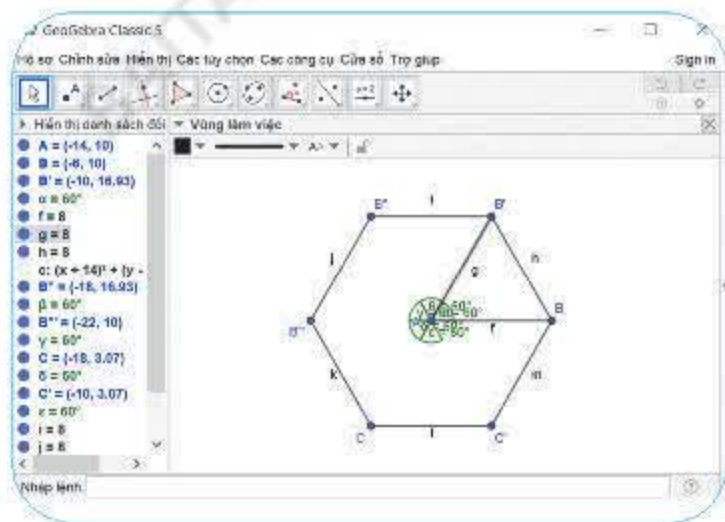 GeoGebra Classic 5
Hồ sơ Chỉnh sửa Hiển thị Các tùy chọn Các công cụ Cửa sổ Trợ giúp Sign in
Hiển thị danh sách đối
Vùng làm việc
A = (-14, 10)
B = (-6, 10)
B' = (-10, 16.93)
α = 60°
f = 8
g = 8
h = 8
c: (x + 14)² + (y -
B'' = (-18, 16.93)
β = 60°
B''' = (-22, 10)
γ = 60°
C = (-18, 3.07)
δ = 60°
C' = (-10, 3.07)
ε = 60°
i = 8
j = 8
B'' i B'
j g h
B''' f B
k m
C l C'
Nhập lệnh